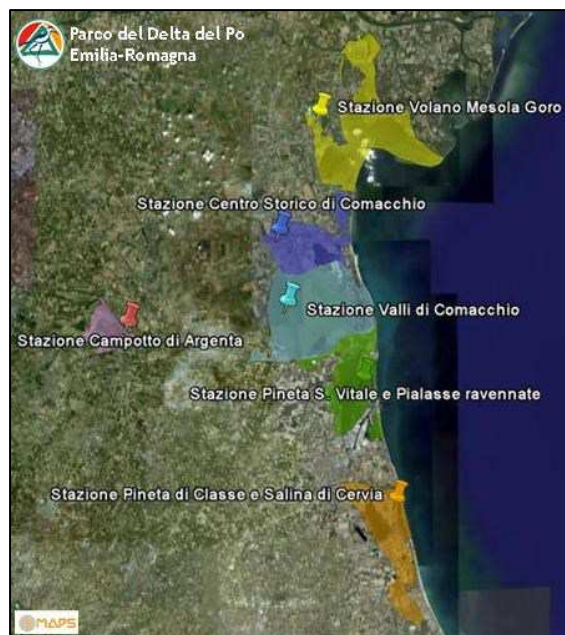 Parco del Delta del Po
Emilia-Romagna
Stazione Volano Mesola Goro
Stazione Centro Storico di Comacchio
Stazione Valli di Comacchio
Stazione Campotto di Argenta
Stazione Pineta S. Vitale e Pialasse ravennate
Stazione Pineta di Classe e Salina di Cervia
MAPS